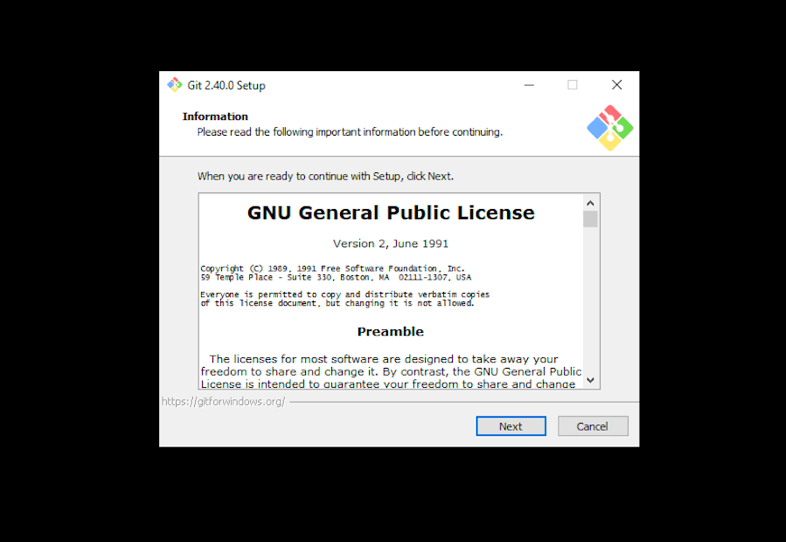 Git 2.40.0 Setup
Information
Please read the following important information before continuing.
When you are ready to continue with Setup, click Next.
GNU General Public License
Version 2, June 1991
Copyright (C) 1989, 1991 Free Software Foundation, Inc.
59 Temple Place - Suite 330, Boston, MA  02111-1307, USA
Everyone is permitted to copy and distribute verbatim copies
of this license document, but changing it is not allowed.
Preamble
The licenses for most software are designed to take away your
freedom to share and change it. By contrast, the GNU General Public
License is intended to guarantee your freedom to share and change
https://gitforwindows.org/
Next
Cancel